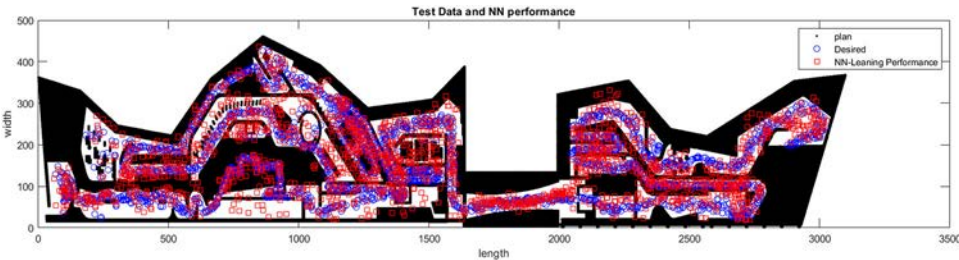 Test Data and NN performance
500
400
300
200
100
0
width
plan
Desired
NN-Leaning Performance
0 500 1000 1500 2000 2500 3000 3500
length